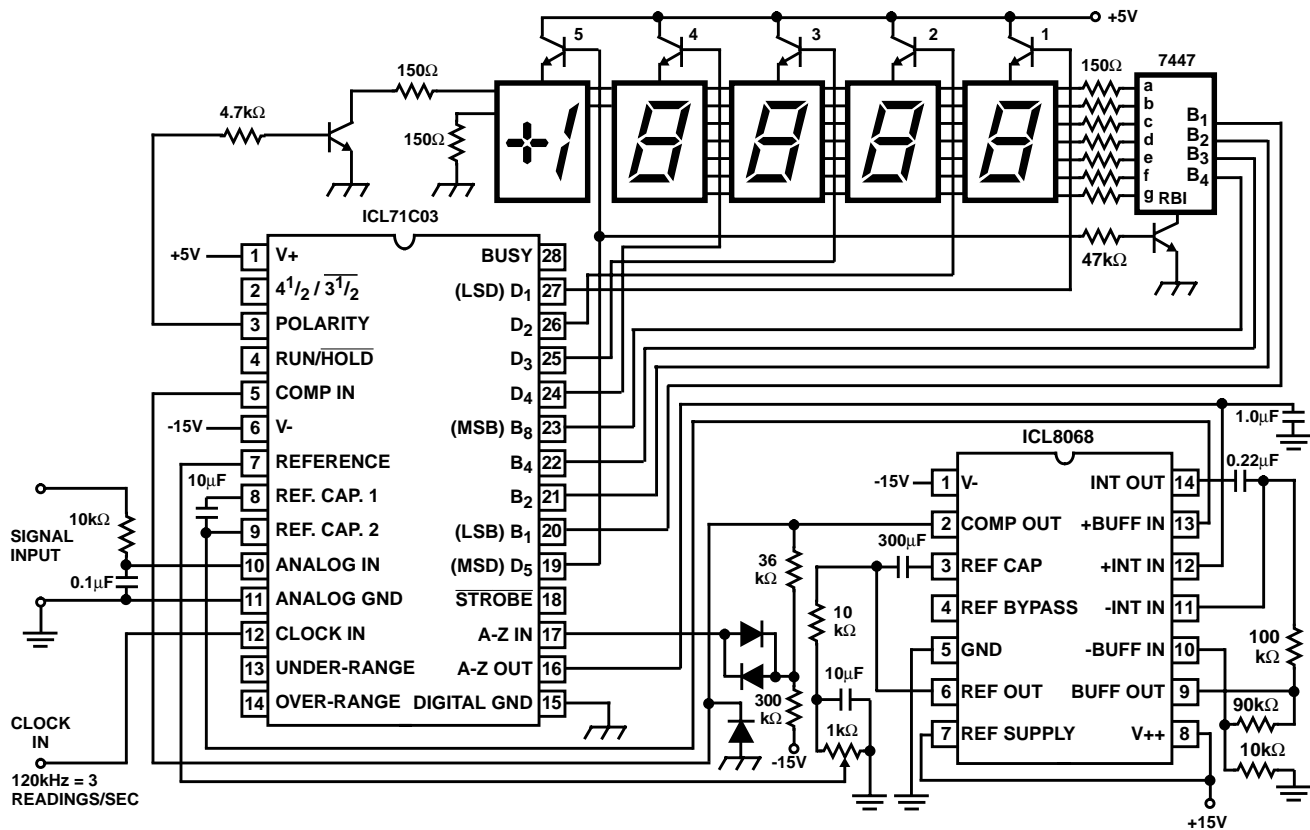 +5V
5
4
3
2
1
7447
150Ω
150Ω
4.7kΩ
150Ω
a
b
c
d
e
f
g
B1
B2
B3
B4
RBI
+1
8
8
8
8
47kΩ
ICL71C03
+5V
1 V+
2 4 1/2 / 3 1/2
3 POLARITY
4 RUN/HOLD
5 COMP IN
-15V
6 V-
7 REFERENCE
10µF
8 REF. CAP. 1
9 REF. CAP. 2
10 ANALOG IN
11 ANALOG GND
12 CLOCK IN
13 UNDER-RANGE
14 OVER-RANGE
BUSY 28
(LSD) D1 27
D2 26
D3 25
D4 24
(MSB) B8 23
B4 22
B2 21
(LSB) B1 20
(MSD) D5 19
STROBE 18
A-Z IN 17
A-Z OUT 16
DIGITAL GND 15
SIGNAL
INPUT
10kΩ
0.1µF
CLOCK
IN
120kHz = 3
READINGS/SEC
36
kΩ
300
kΩ
-15V
300µF
10
kΩ
10µF
1kΩ
1.0µF
ICL8068
-15V
1 V-
2 COMP OUT
3 REF CAP
4 REF BYPASS
5 GND
6 REF OUT
7 REF SUPPLY
INT OUT 14
+BUFF IN 13
+INT IN 12
-INT IN 11
-BUFF IN 10
BUFF OUT 9
V++ 8
0.22µF
100
kΩ
90kΩ
10kΩ
+15V